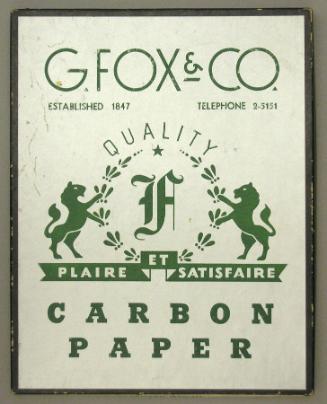 G. FOX & CO.
ESTABLISHED 1847 TELEPHONE 2-5151
QUALITY
F
PLAIRE ET SATISFAIRE
CARBON
PAPER